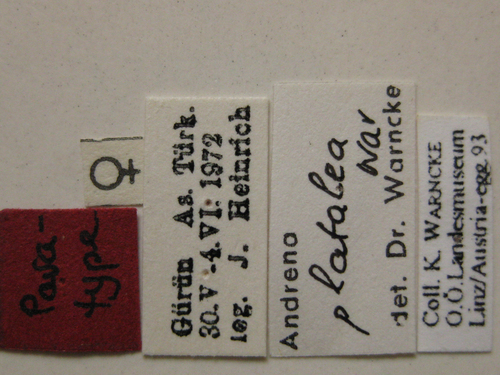 Para-
type
♀
Gürün As. Türk.
30.V-4.VI.1972
leg. J. Heinrich
Andrena
platalea
War
det. Dr. Warncke
Coll. K. WARNCKE
O.Ö.Landesmuseum
Linz/Austria-egg 93